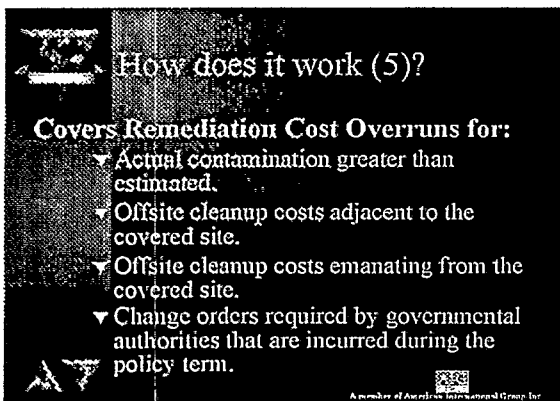 How does it work (5)?
Covers Remediation Cost Overruns for:
Actual contamination greater than
estimated.
Offsite cleanup costs adjacent to the
covered site.
Offsite cleanup costs emanating from the
covered site.
Change orders required by governmental
authorities that are incurred during the
policy term.
A member of American International Group Inc